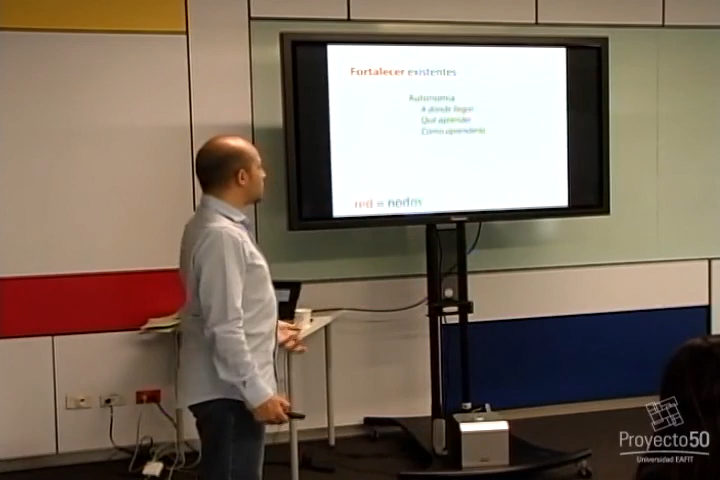 Fortalecer existentes
Autonomía
A dónde llegar
Qué aprender
Cómo aprenderlo
red = nodos
Proyecto50
Universidad EAFIT